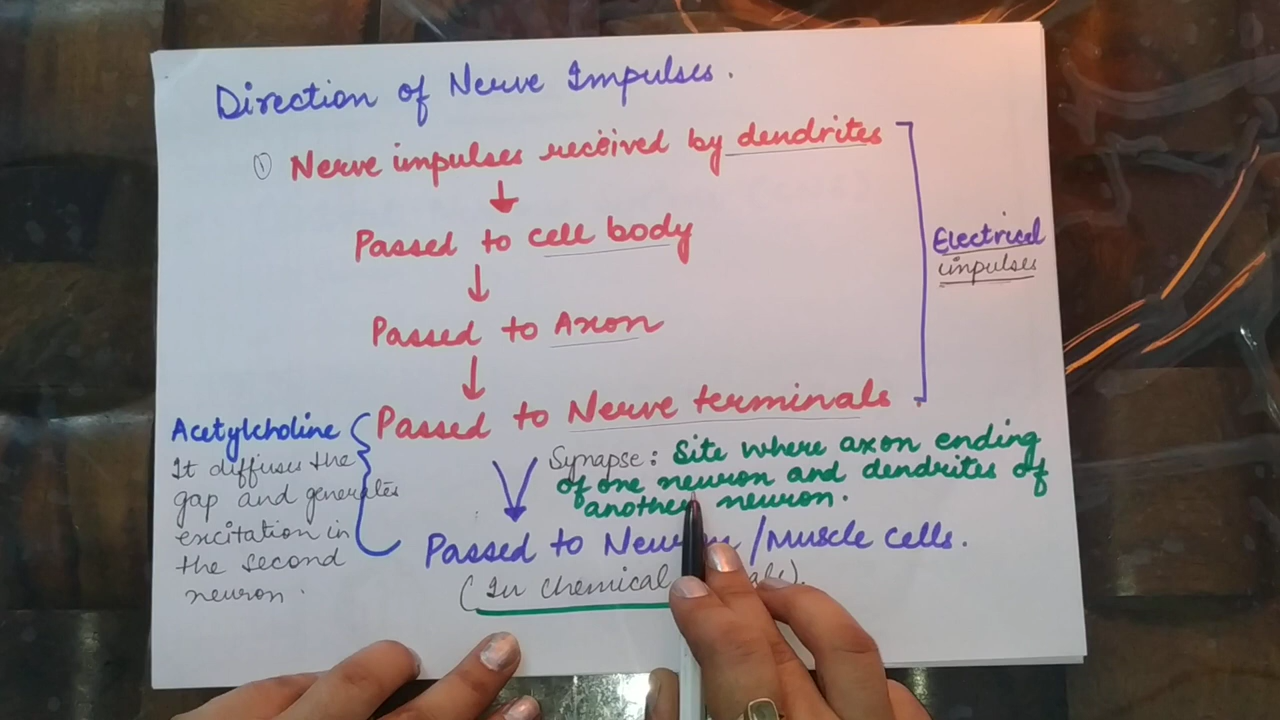 Direction of Nerve Impulses.
① Nerve impulses received by dendrites
↓
Passed to cell body
↓
Passed to Axon
↓
Passed to Nerve terminals.
Electrical
impulses
Acetylcholine
It diffuses the
gap and generates
excitation in
the second
neuron.
Synapse: Site where axon ending
of one neuron and dendrites of
another neuron.
Passed to /Muscle cells.
(In chemical